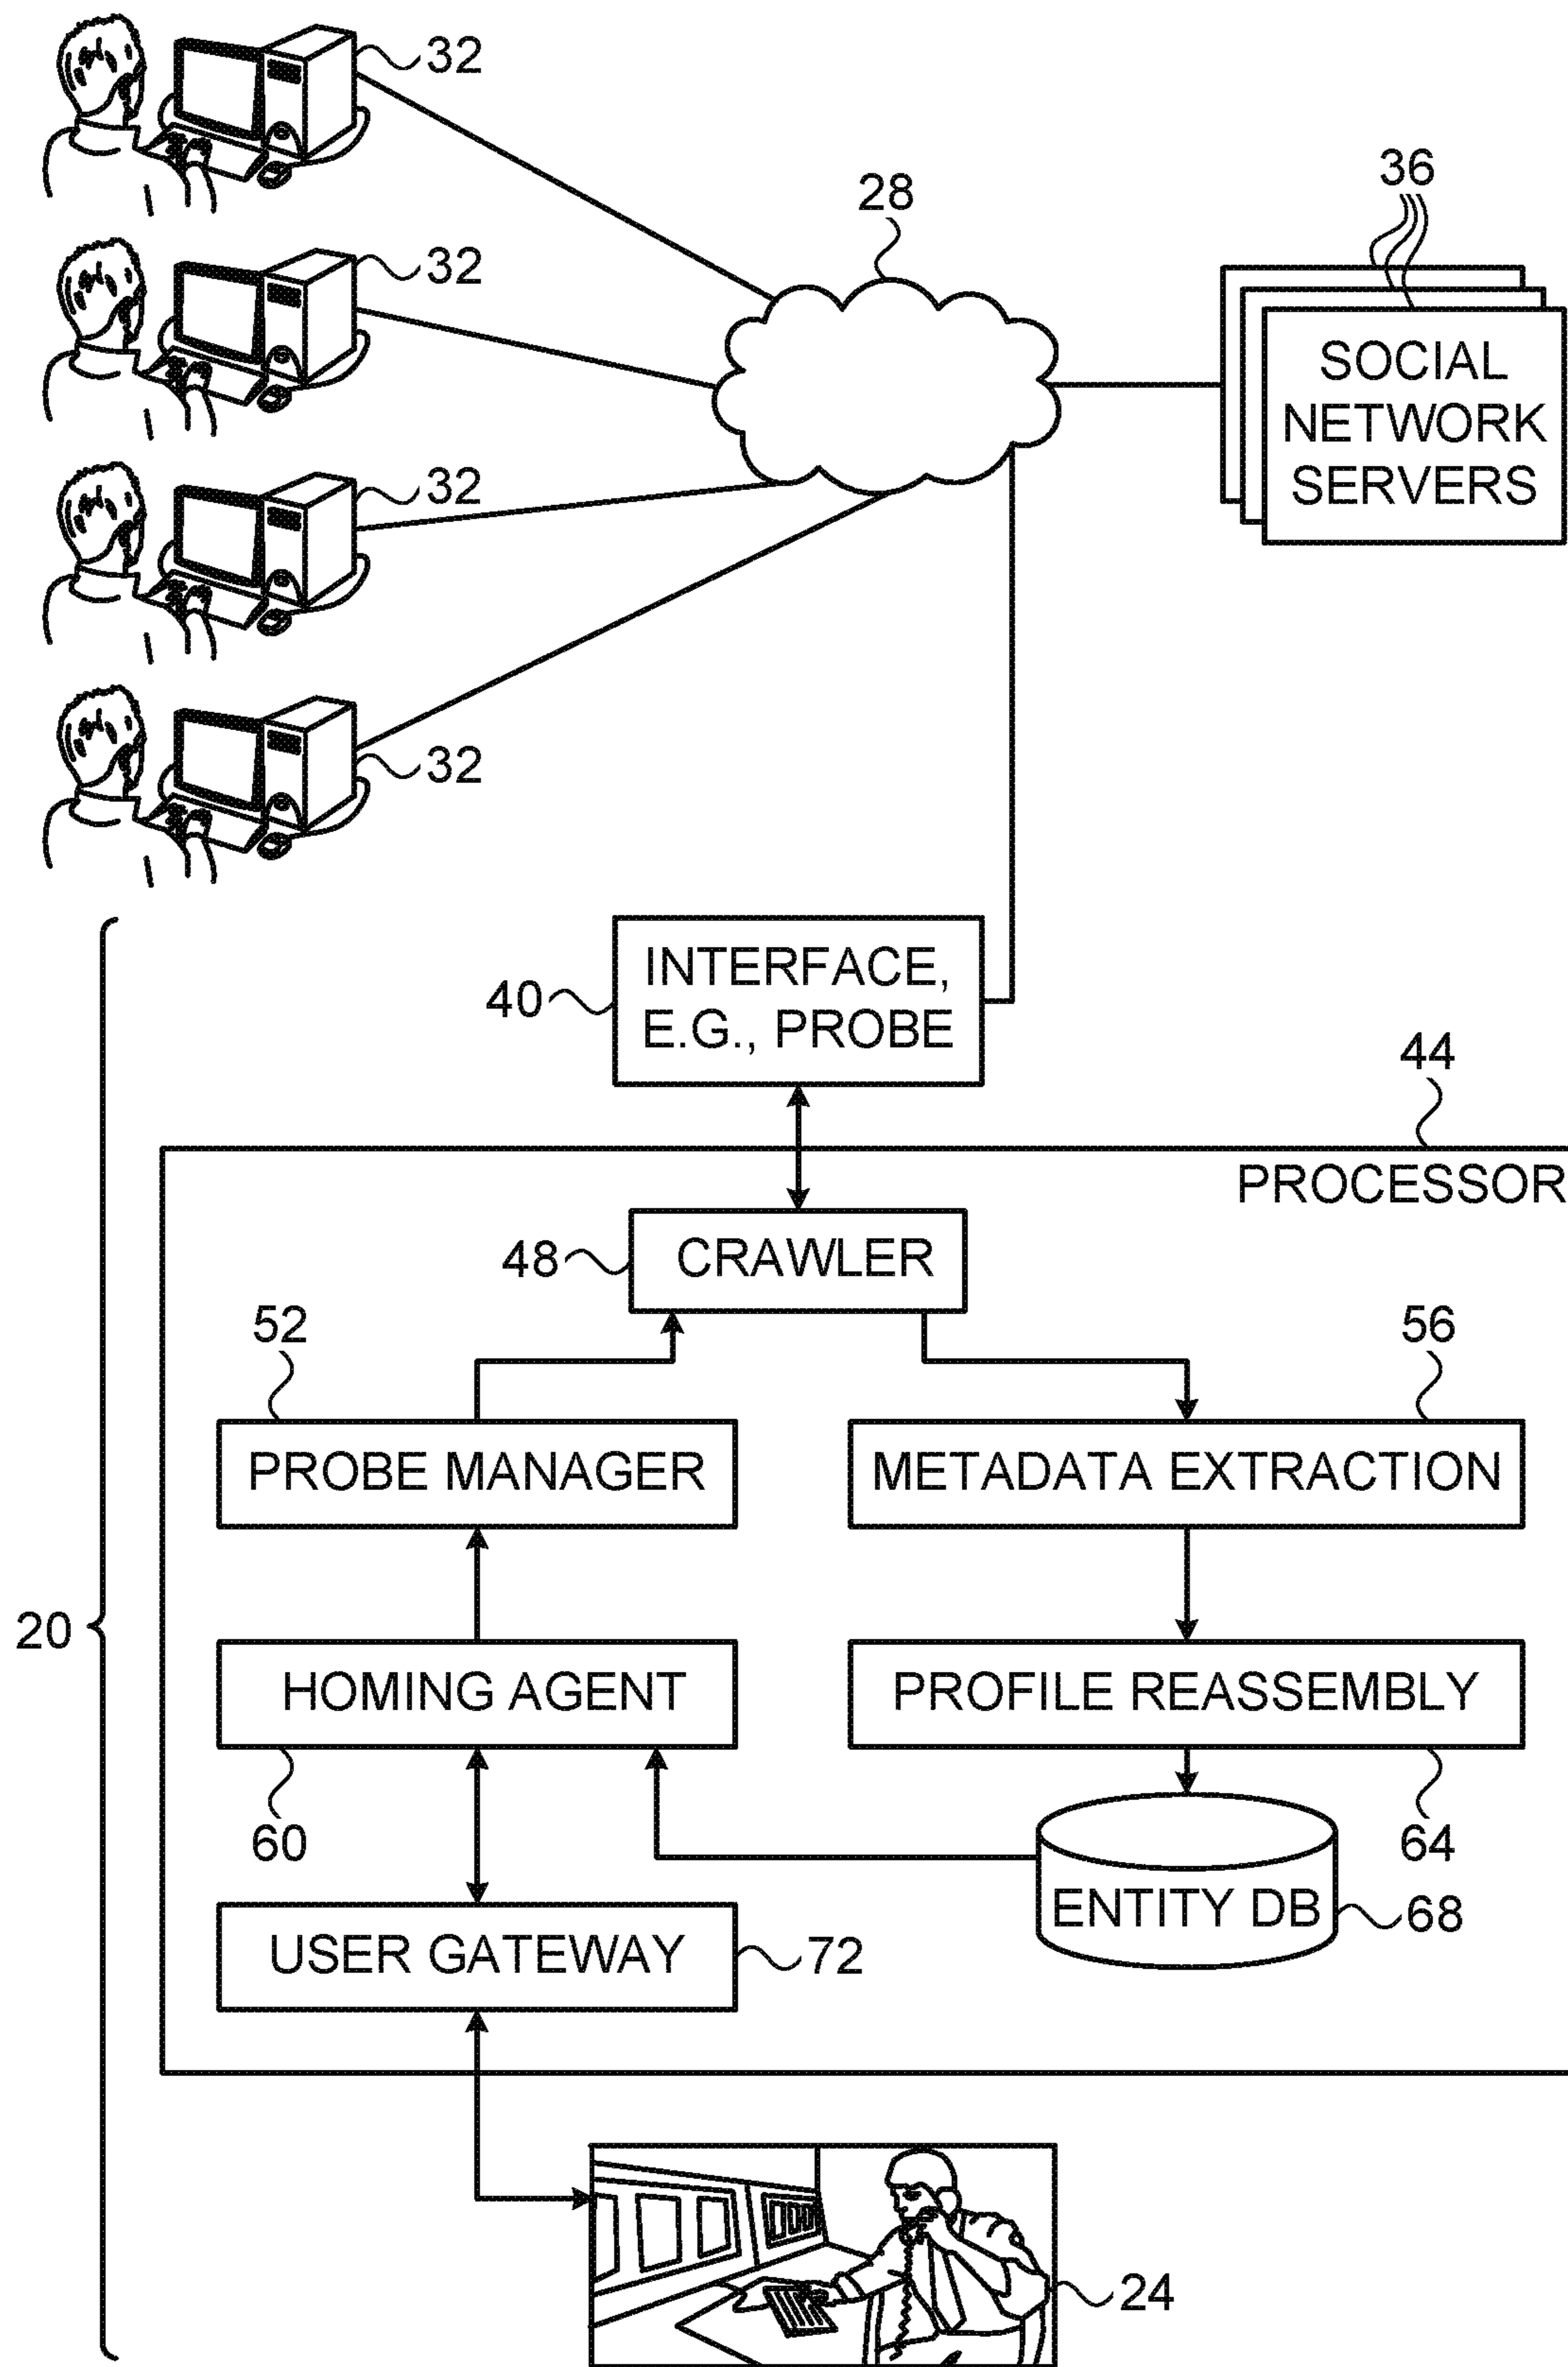 32
36
28
32
SOCIAL
NETWORK
SERVERS
32
32
INTERFACE,
E.G., PROBE
40
44
PROCESSOR
48
CRAWLER
52
56
PROBE MANAGER
METADATA EXTRACTION
20
HOMING AGENT
PROFILE REASSEMBLY
60
64
ENTITY DB
68
USER GATEWAY
72
24